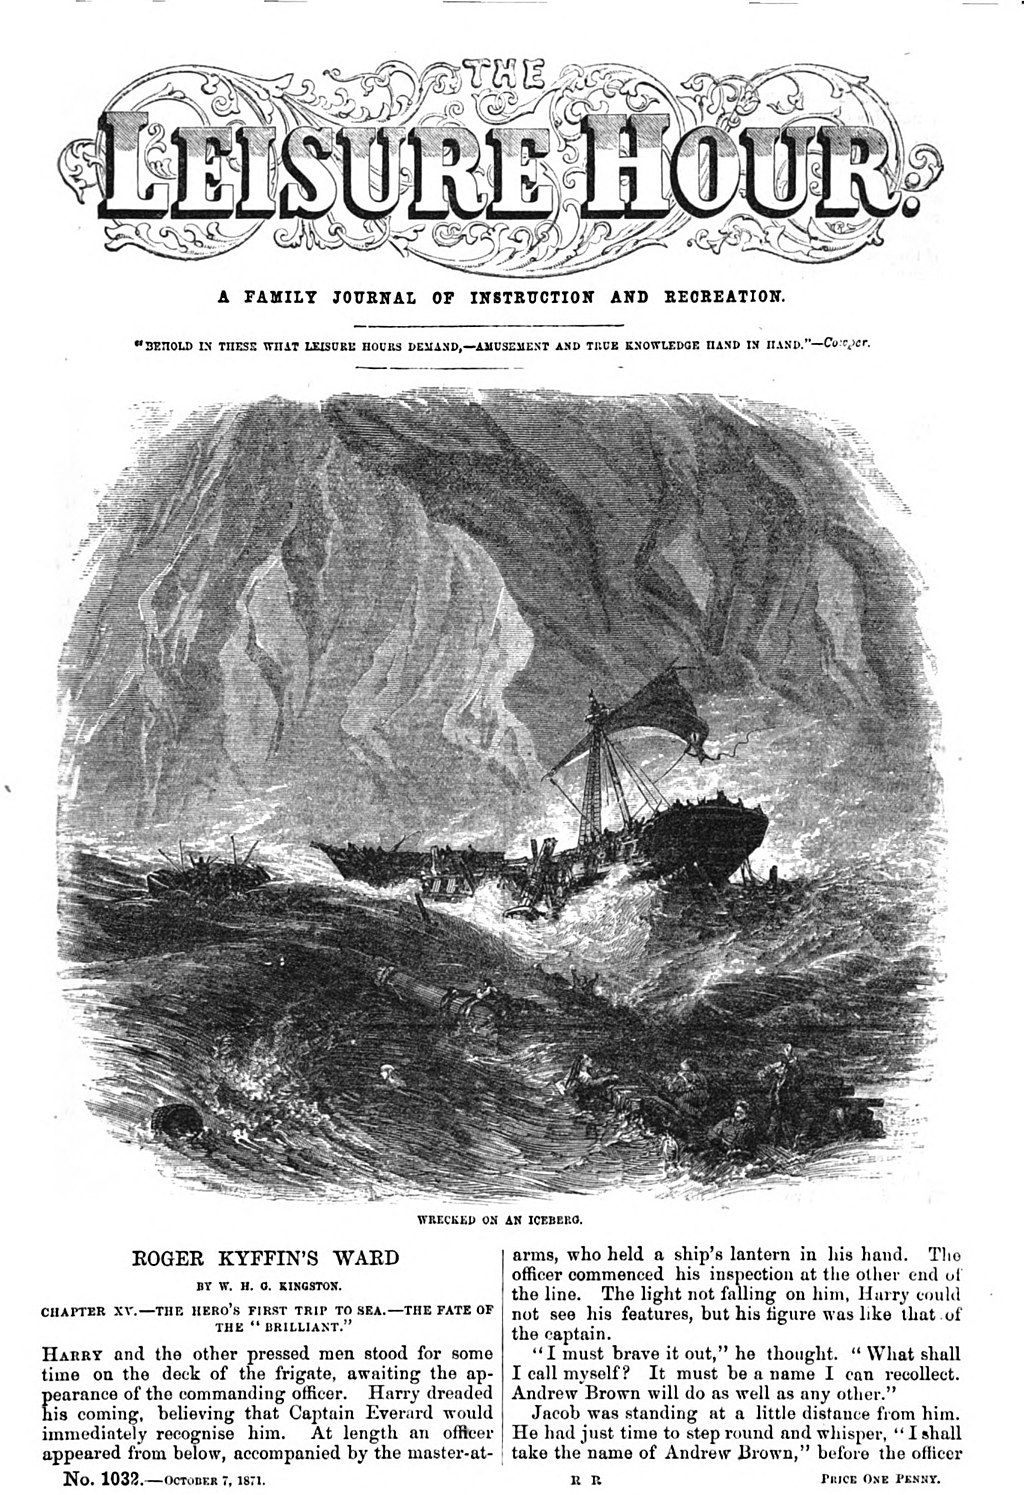 THE
LEISURE HOUR.
A FAMILY JOURNAL OF INSTRUCTION AND RECREATION.
"BEHOLD IN THESE WHAT LEISURE HOURS DEMAND,—AMUSEMENT AND TRUE KNOWLEDGE HAND IN HAND."—Cowper.
WRECKED ON AN ICEBERG.
ROGER KYFFIN'S WARD
BY W. H. G. KINGSTON.
CHAPTER XV.—THE HERO'S FIRST TRIP TO SEA.—THE FATE OF
THE "BRILLIANT."
HARRY and the other pressed men stood for some
time on the deck of the frigate, awaiting the ap-
pearance of the commanding officer. Harry dreaded
his coming, believing that Captain Everard would
immediately recognise him. At length an officer
appeared from below, accompanied by the master-at-
arms, who held a ship's lantern in his hand. The
officer commenced his inspection at the other end of
the line. The light not falling on him, Harry could
not see his features, but his figure was like that of
the captain.
"I must brave it out," he thought. "What shall
I call myself? It must be a name I can recollect.
Andrew Brown will do as well as any other."
Jacob was standing at a little distance from him.
He had just time to step round and whisper, "I shall
take the name of Andrew Brown," before the officer
No. 1032.—OCTOBER 7, 1871.
R R
PRICE ONE PENNY.